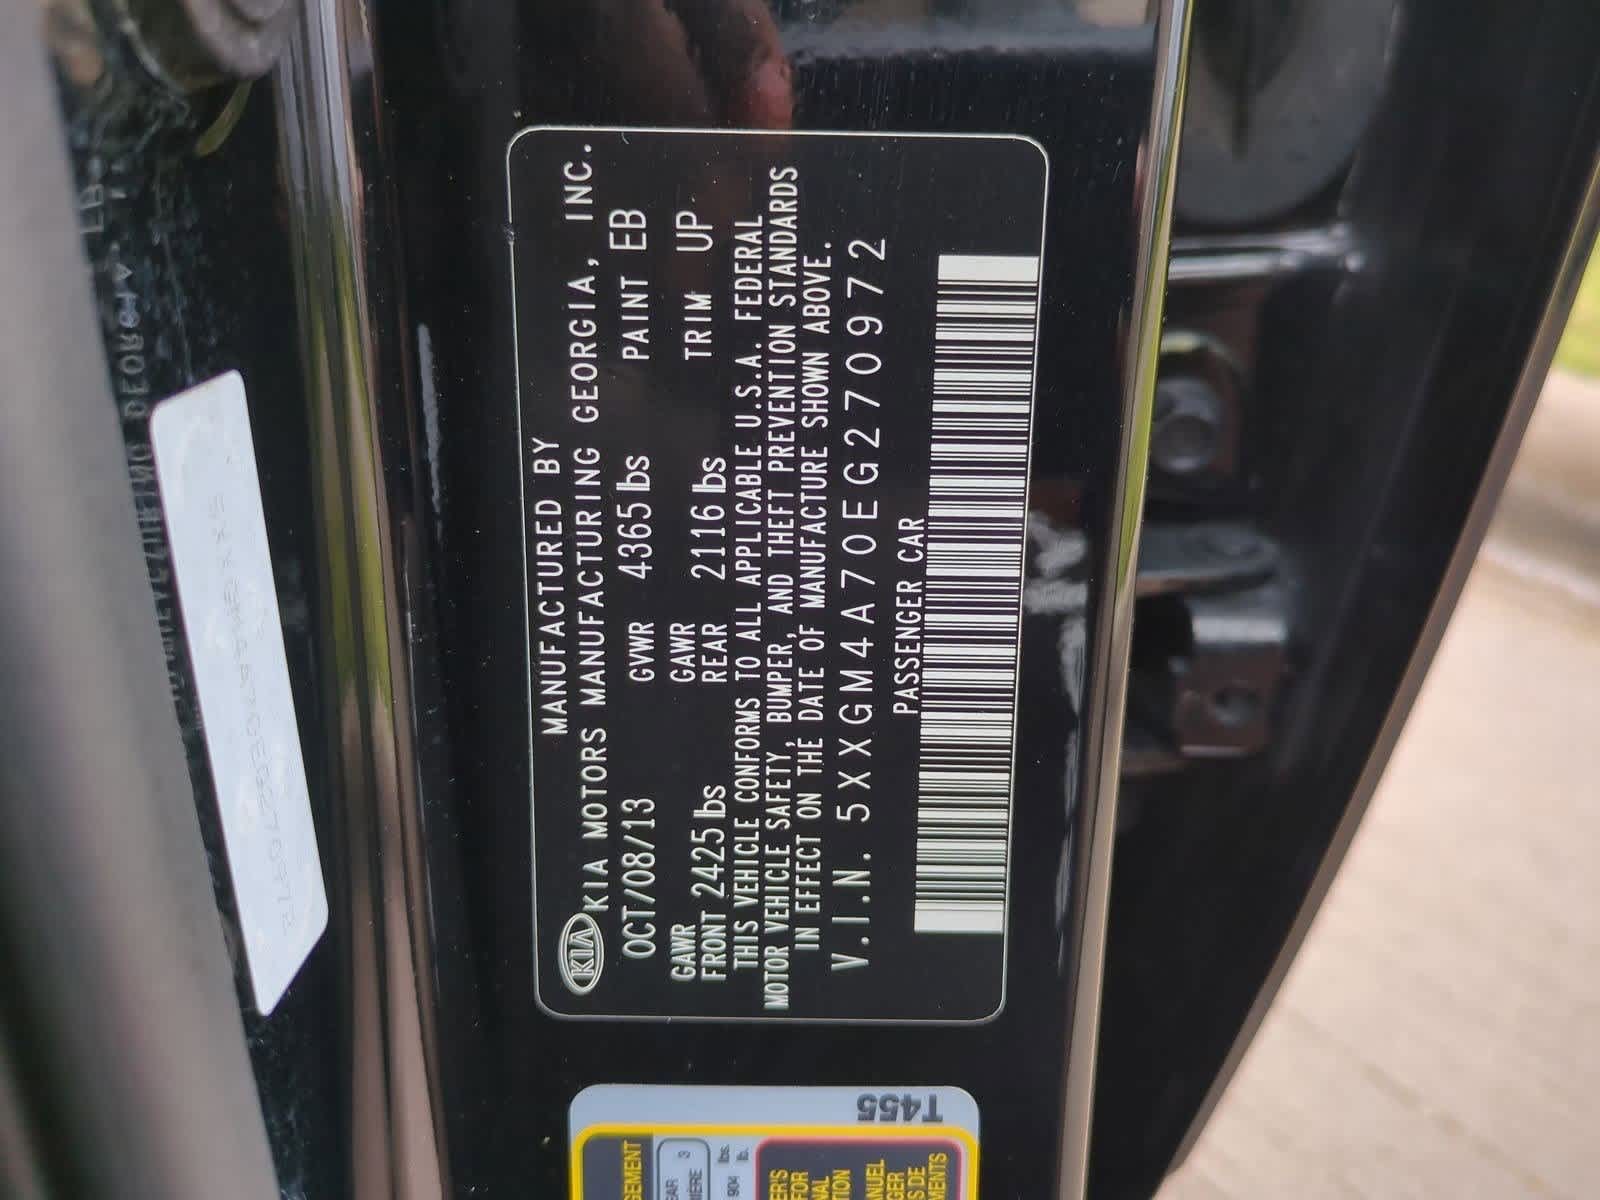 MANUFACTURED BY
KIA KIA MOTORS MANUFACTURING GEORGIA, INC.
OCT/08/13 GVWR 4365 lbs PAINT EB
GAWR FRONT 2425 lbs GAWR REAR 2116 lbs TRIM UP
THIS VEHICLE CONFORMS TO ALL APPLICABLE U.S.A. FEDERAL
MOTOR VEHICLE SAFETY, BUMPER, AND THEFT PREVENTION STANDARDS
IN EFFECT ON THE DATE OF MANUFACTURE SHOWN ABOVE.
V.I.N. 5XXGM4A70EG270972
PASSENGER CAR
T455